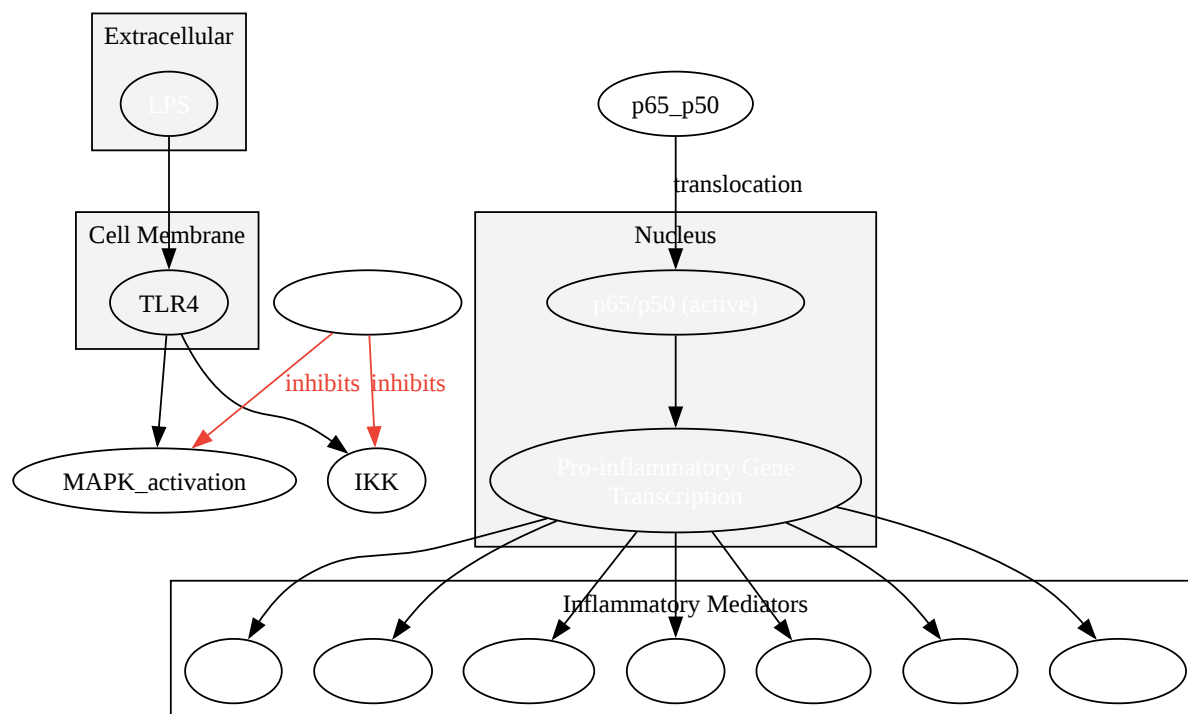 Extracellular
LPS
p65_p50
translocation
Cell Membrane
Nucleus
TLR4
p65/p50 (active)
inhibits
inhibits
MAPK_activation
IKK
Pro-inflammatory Gene
Transcription
Inflammatory Mediators